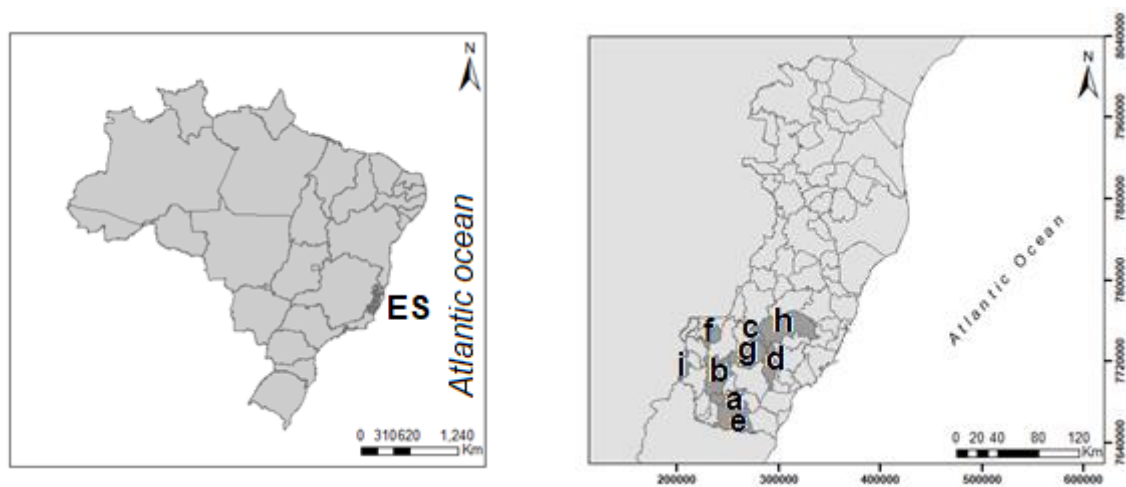 N
Atlantic ocean
ES
0 310620 1,240
Km
N
Atlantic Ocean
f
c
h
g
i
b
d
a
e
0 20 40 80 120
Km
200000 300000 400000 500000 600000
8040000
7960000
7880000
7800000
7720000
7640000